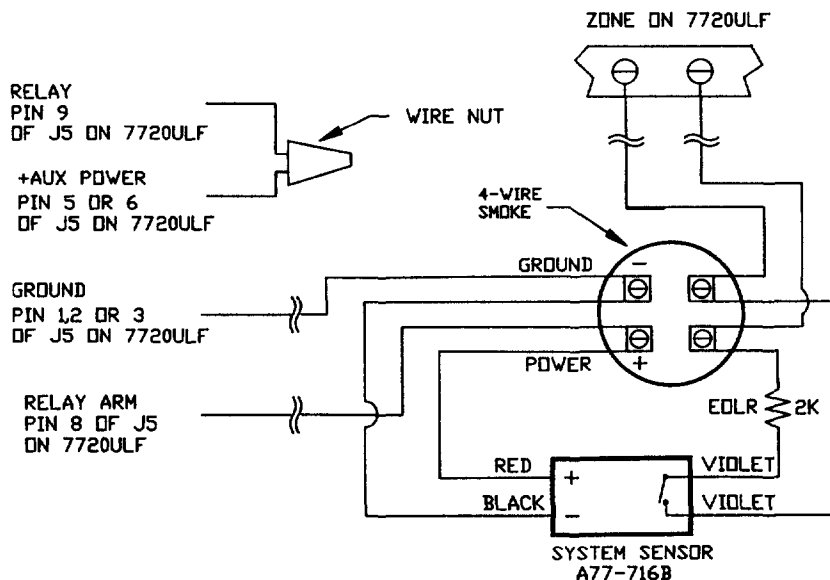 ZONE ON 7720ULF
RELAY
PIN 9
OF J5 ON 7720ULF
WIRE NUT
+AUX POWER
PIN 5 OR 6
OF J5 ON 7720ULF
4-WIRE
SMOKE
GROUND
−
GROUND
PIN 1,2 OR 3
OF J5 ON 7720ULF
POWER
+
RELAY ARM
PIN 8 OF J5
ON 7720ULF
EOLR
2K
RED
+
VIOLET
BLACK
−
VIOLET
SYSTEM SENSOR
A77-716B